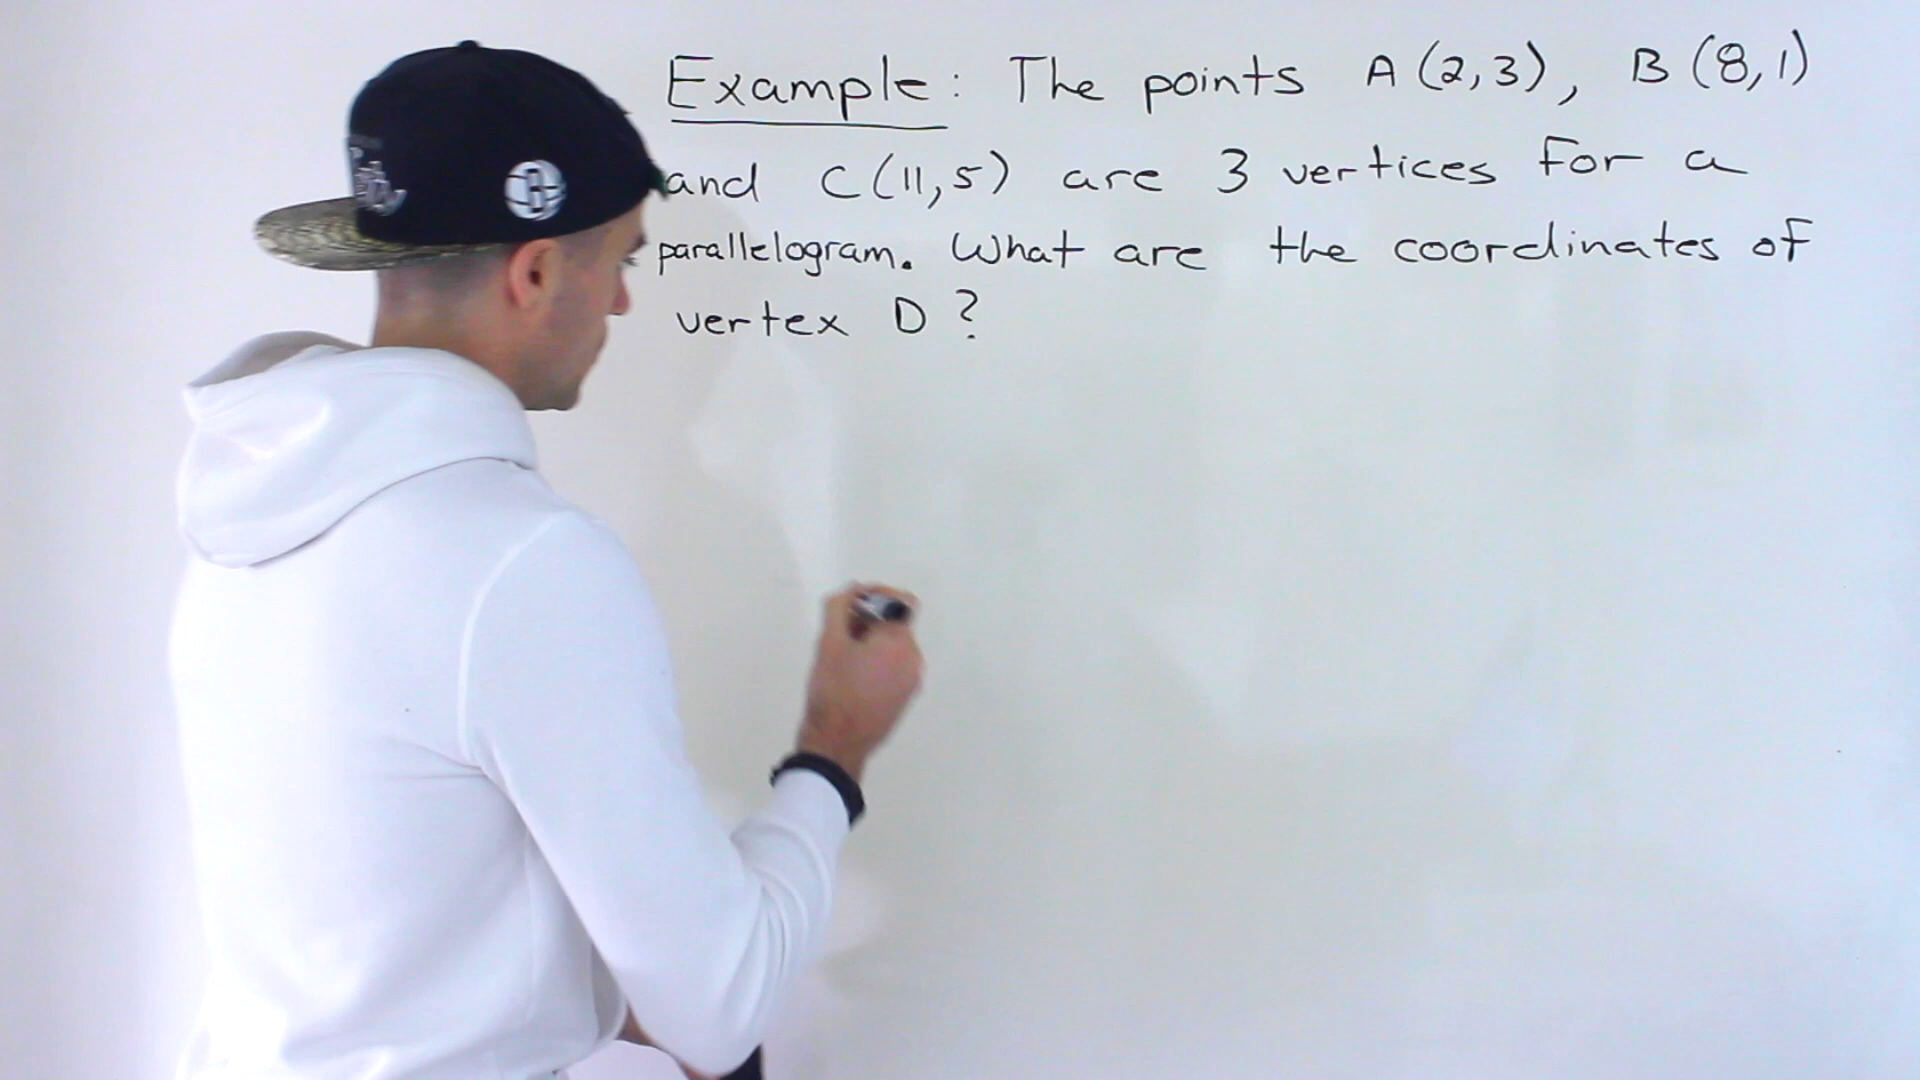 Example: The points A(2,3), B(8,1)
and C(11,5) are 3 vertices for a
parallelogram. What are the coordinates of
vertex D?
B